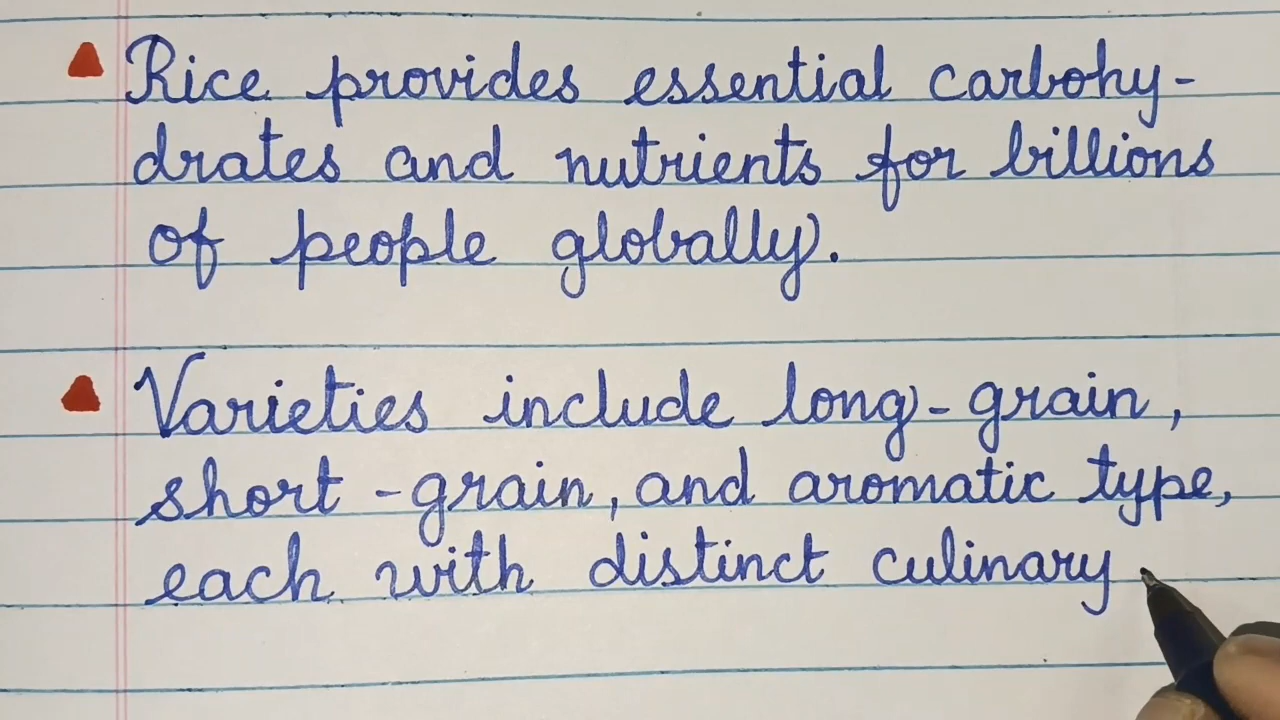 Rice provides essential carbohy-
drates and nutrients for billions
of people globally.
Varieties include long-grain,
short-grain, and aromatic type,
each with distinct culinary